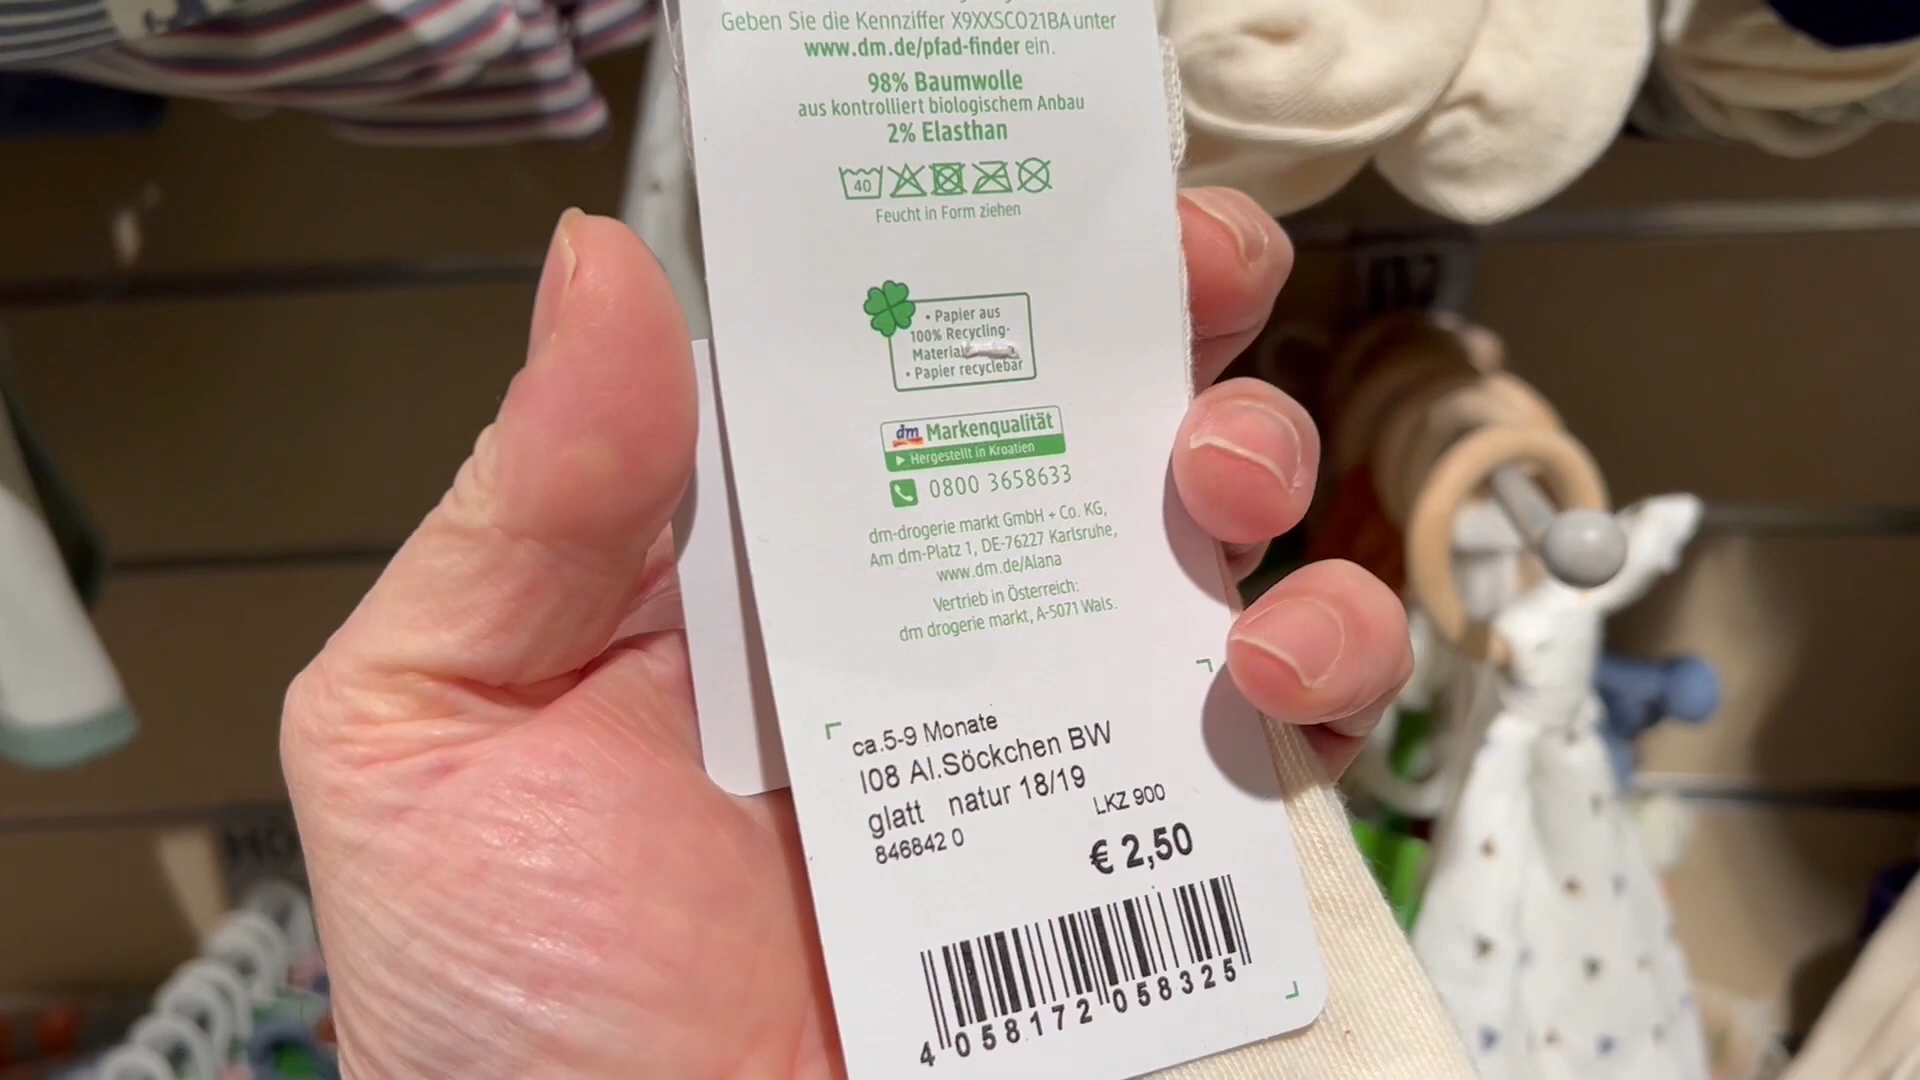 Geben Sie die Kennziffer X9XXSCO21BA unter
www.dm.de/pfad-finder ein.
98% Baumwolle
aus kontrolliert biologischem Anbau
2% Elasthan
40
Feucht in Form ziehen
• Papier aus
100% Recycling-
Material
• Papier recyclebar
dm Markenqualität
Hergestellt in Kroatien
0800 3658633
dm-drogerie markt GmbH + Co. KG,
Am dm-Platz 1, DE-76227 Karlsruhe,
www.dm.de/Alana
Vertrieb in Österreich:
dm drogerie markt, A-5071 Wals.
ca.5-9 Monate
I08 Al.Söckchen BW
glatt natur 18/19
846842 0
LKZ 900
€ 2,50
4 058172 058325